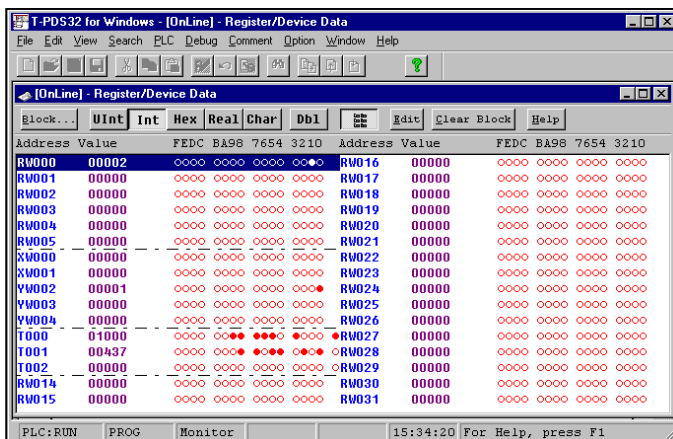 T-PDS32 for Windows - [OnLine] - Register/Device Data
File Edit View Search PLC Debug Comment Option Window Help
[OnLine] - Register/Device Data
Block... UInt Int Hex Real Char Dbl Edit Clear Block Help
Address Value FEDC BA98 7654 3210 Address Value FEDC BA98 7654 3210
RW000 00002 RW016 00000
RW001 00000 RW017 00000
RW002 00000 RW018 00000
RW003 00000 RW019 00000
RW004 00000 RW020 00000
RW005 00000 RW021 00000
XW000 00000 RW022 00000
XW001 00000 RW023 00000
YW002 00001 RW024 00000
YW003 00000 RW025 00000
YW004 00000 RW026 00000
T000 01000 RW027 00000
T001 00437 RW028 00000
T002 00000 RW029 00000
RW014 00000 RW030 00000
RW015 00000 RW031 00000
PLC:RUN PROG Monitor 15:34:20 For Help, press F1